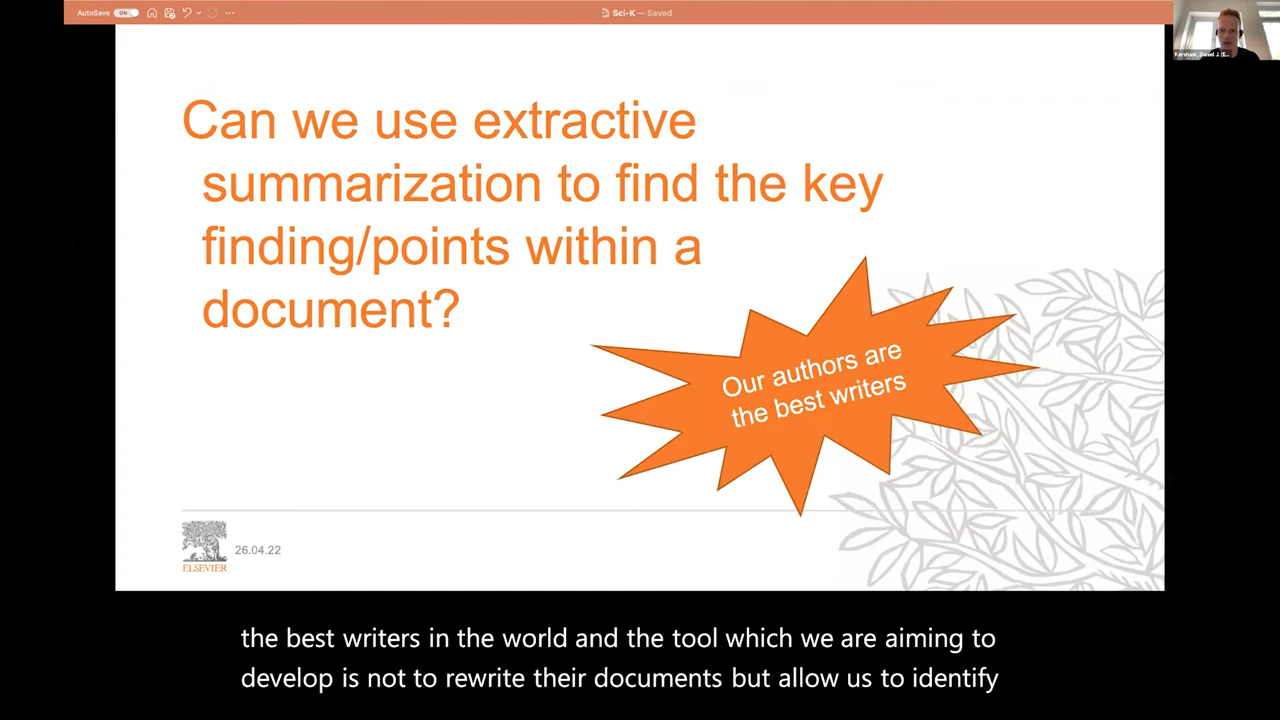 AutoSave ON
Sci-K — Saved
Kershaw, Daniel J. (E...
Can we use extractive
summarization to find the key
finding/points within a
document?
Our authors are
the best writers
ELSEVIER
26.04.22
the best writers in the world and the tool which we are aiming to
develop is not to rewrite their documents but allow us to identify